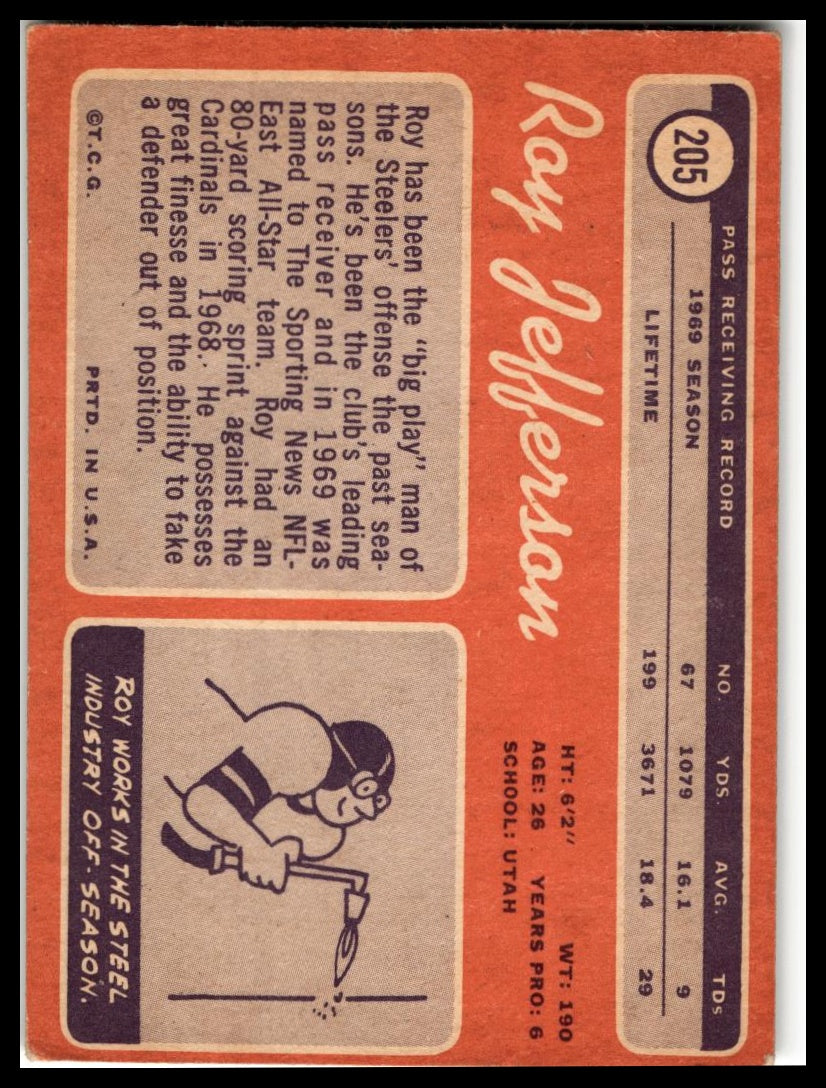 205
PASS RECEIVING RECORD NO. YDS. AVG. TDs
1969 SEASON 67 1079 16.1 9
LIFETIME 199 3671 18.4 29
Roy Jefferson
HT: 6'2" WT: 190
AGE: 26 YEARS PRO: 6
SCHOOL: UTAH
Roy has been the "big play" man of
the Steelers' offense the past sea-
sons. He's been the club's leading
pass receiver and in 1969 was
named to The Sporting News NFL-
East All-Star team. Roy had an
80-yard scoring sprint against the
Cardinals in 1968. He possesses
great finesse and the ability to fake
a defender out of position.
©T.C.G. PRTD. IN U.S.A.
ROY WORKS IN THE STEEL
INDUSTRY OFF-SEASON.